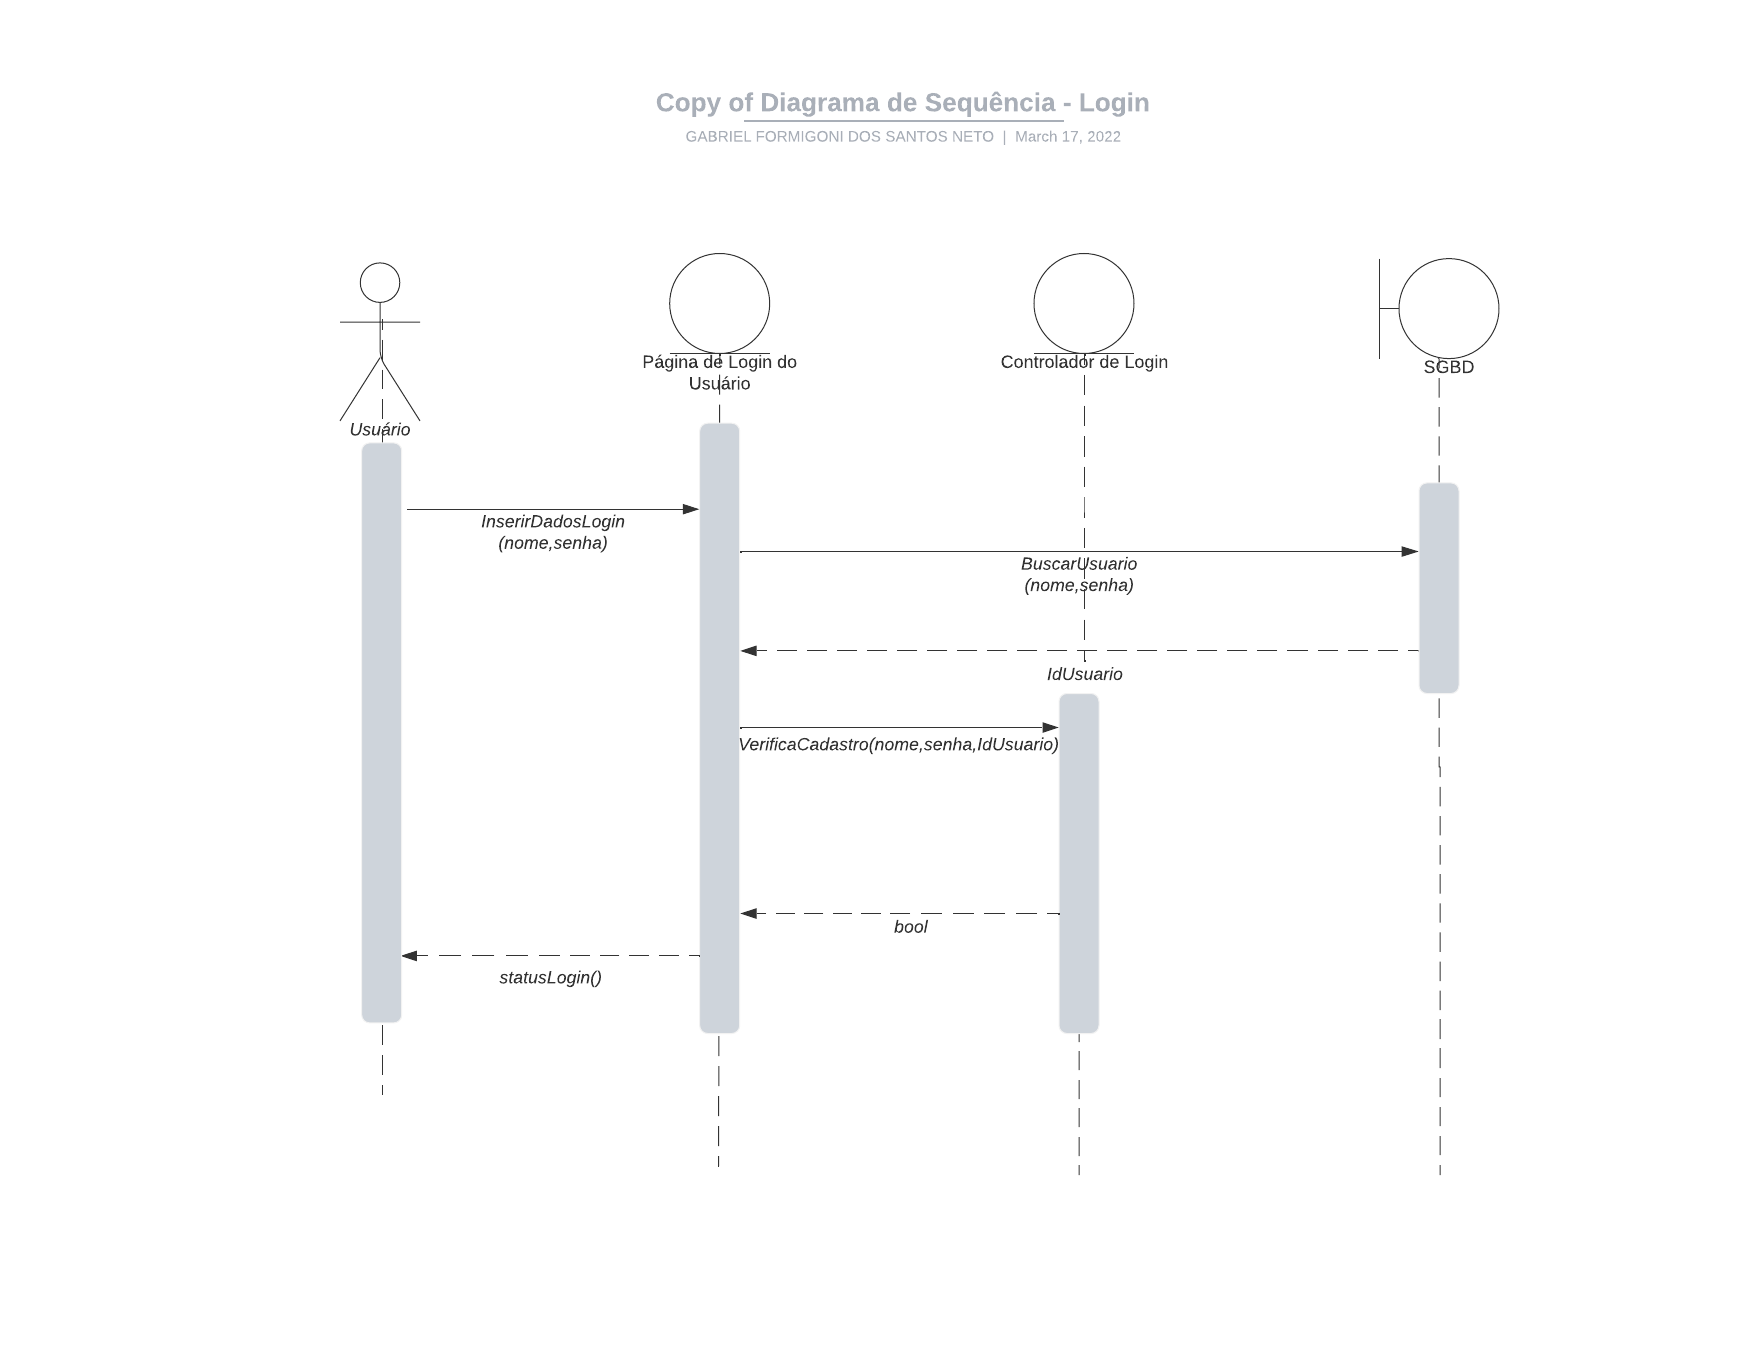 Copy of Diagrama de Sequência - Login
GABRIEL FORMIGONI DOS SANTOS NETO | March 17, 2022
Usuário
Página de Login do
Usuário
Controlador de Login
SGBD
InserirDadosLogin
(nome,senha)
BuscarUsuario
(nome,senha)
IdUsuario
VerificaCadastro(nome,senha,IdUsuario)
bool
statusLogin()